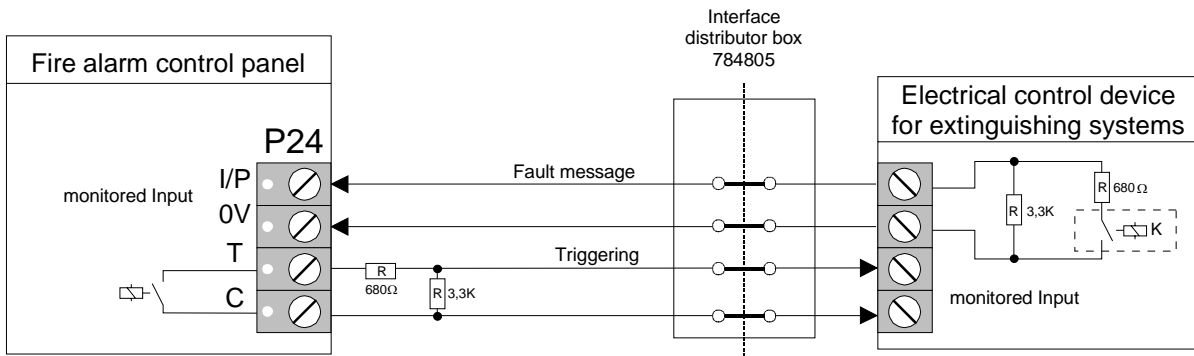 Interface
distributor box
784805
Fire alarm control panel
Electrical control device
for extinguishing systems
P24
monitored Input
I/P
0V
T
C
Fault message
Triggering
R
680Ω
R 3,3K
R 3,3K
R 680Ω
K
monitored Input